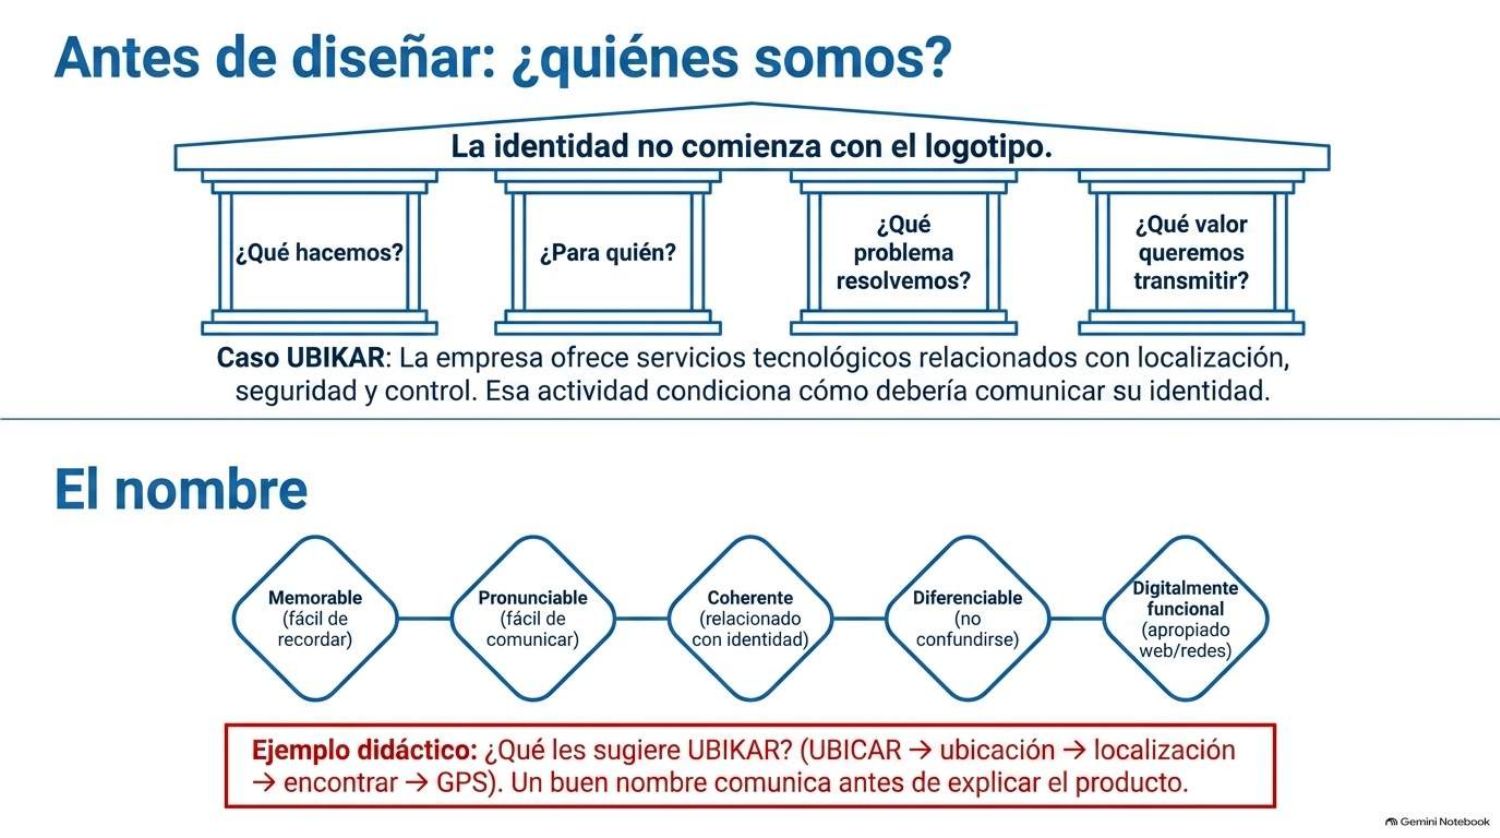 Antes de diseñar: ¿quiénes somos?
La identidad no comienza con el logotipo.
¿Qué hacemos?
¿Para quién?
¿Qué
problema
resolvemos?
¿Qué valor
queremos
transmitir?
Caso UBIKAR: La empresa ofrece servicios tecnológicos relacionados con localización,
seguridad y control. Esa actividad condiciona cómo debería comunicar su identidad.
El nombre
Memorable
(fácil de
recordar)
Pronunciable
(fácil de
comunicar)
Coherente
(relacionado
con identidad)
Diferenciable
(no
confundirse)
Digitalmente
funcional
(apropiado
web/redes)
Ejemplo didáctico: ¿Qué les sugiere UBIKAR? (UBICAR → ubicación → localización
→ encontrar → GPS). Un buen nombre comunica antes de explicar el producto.
Gemini Notebook